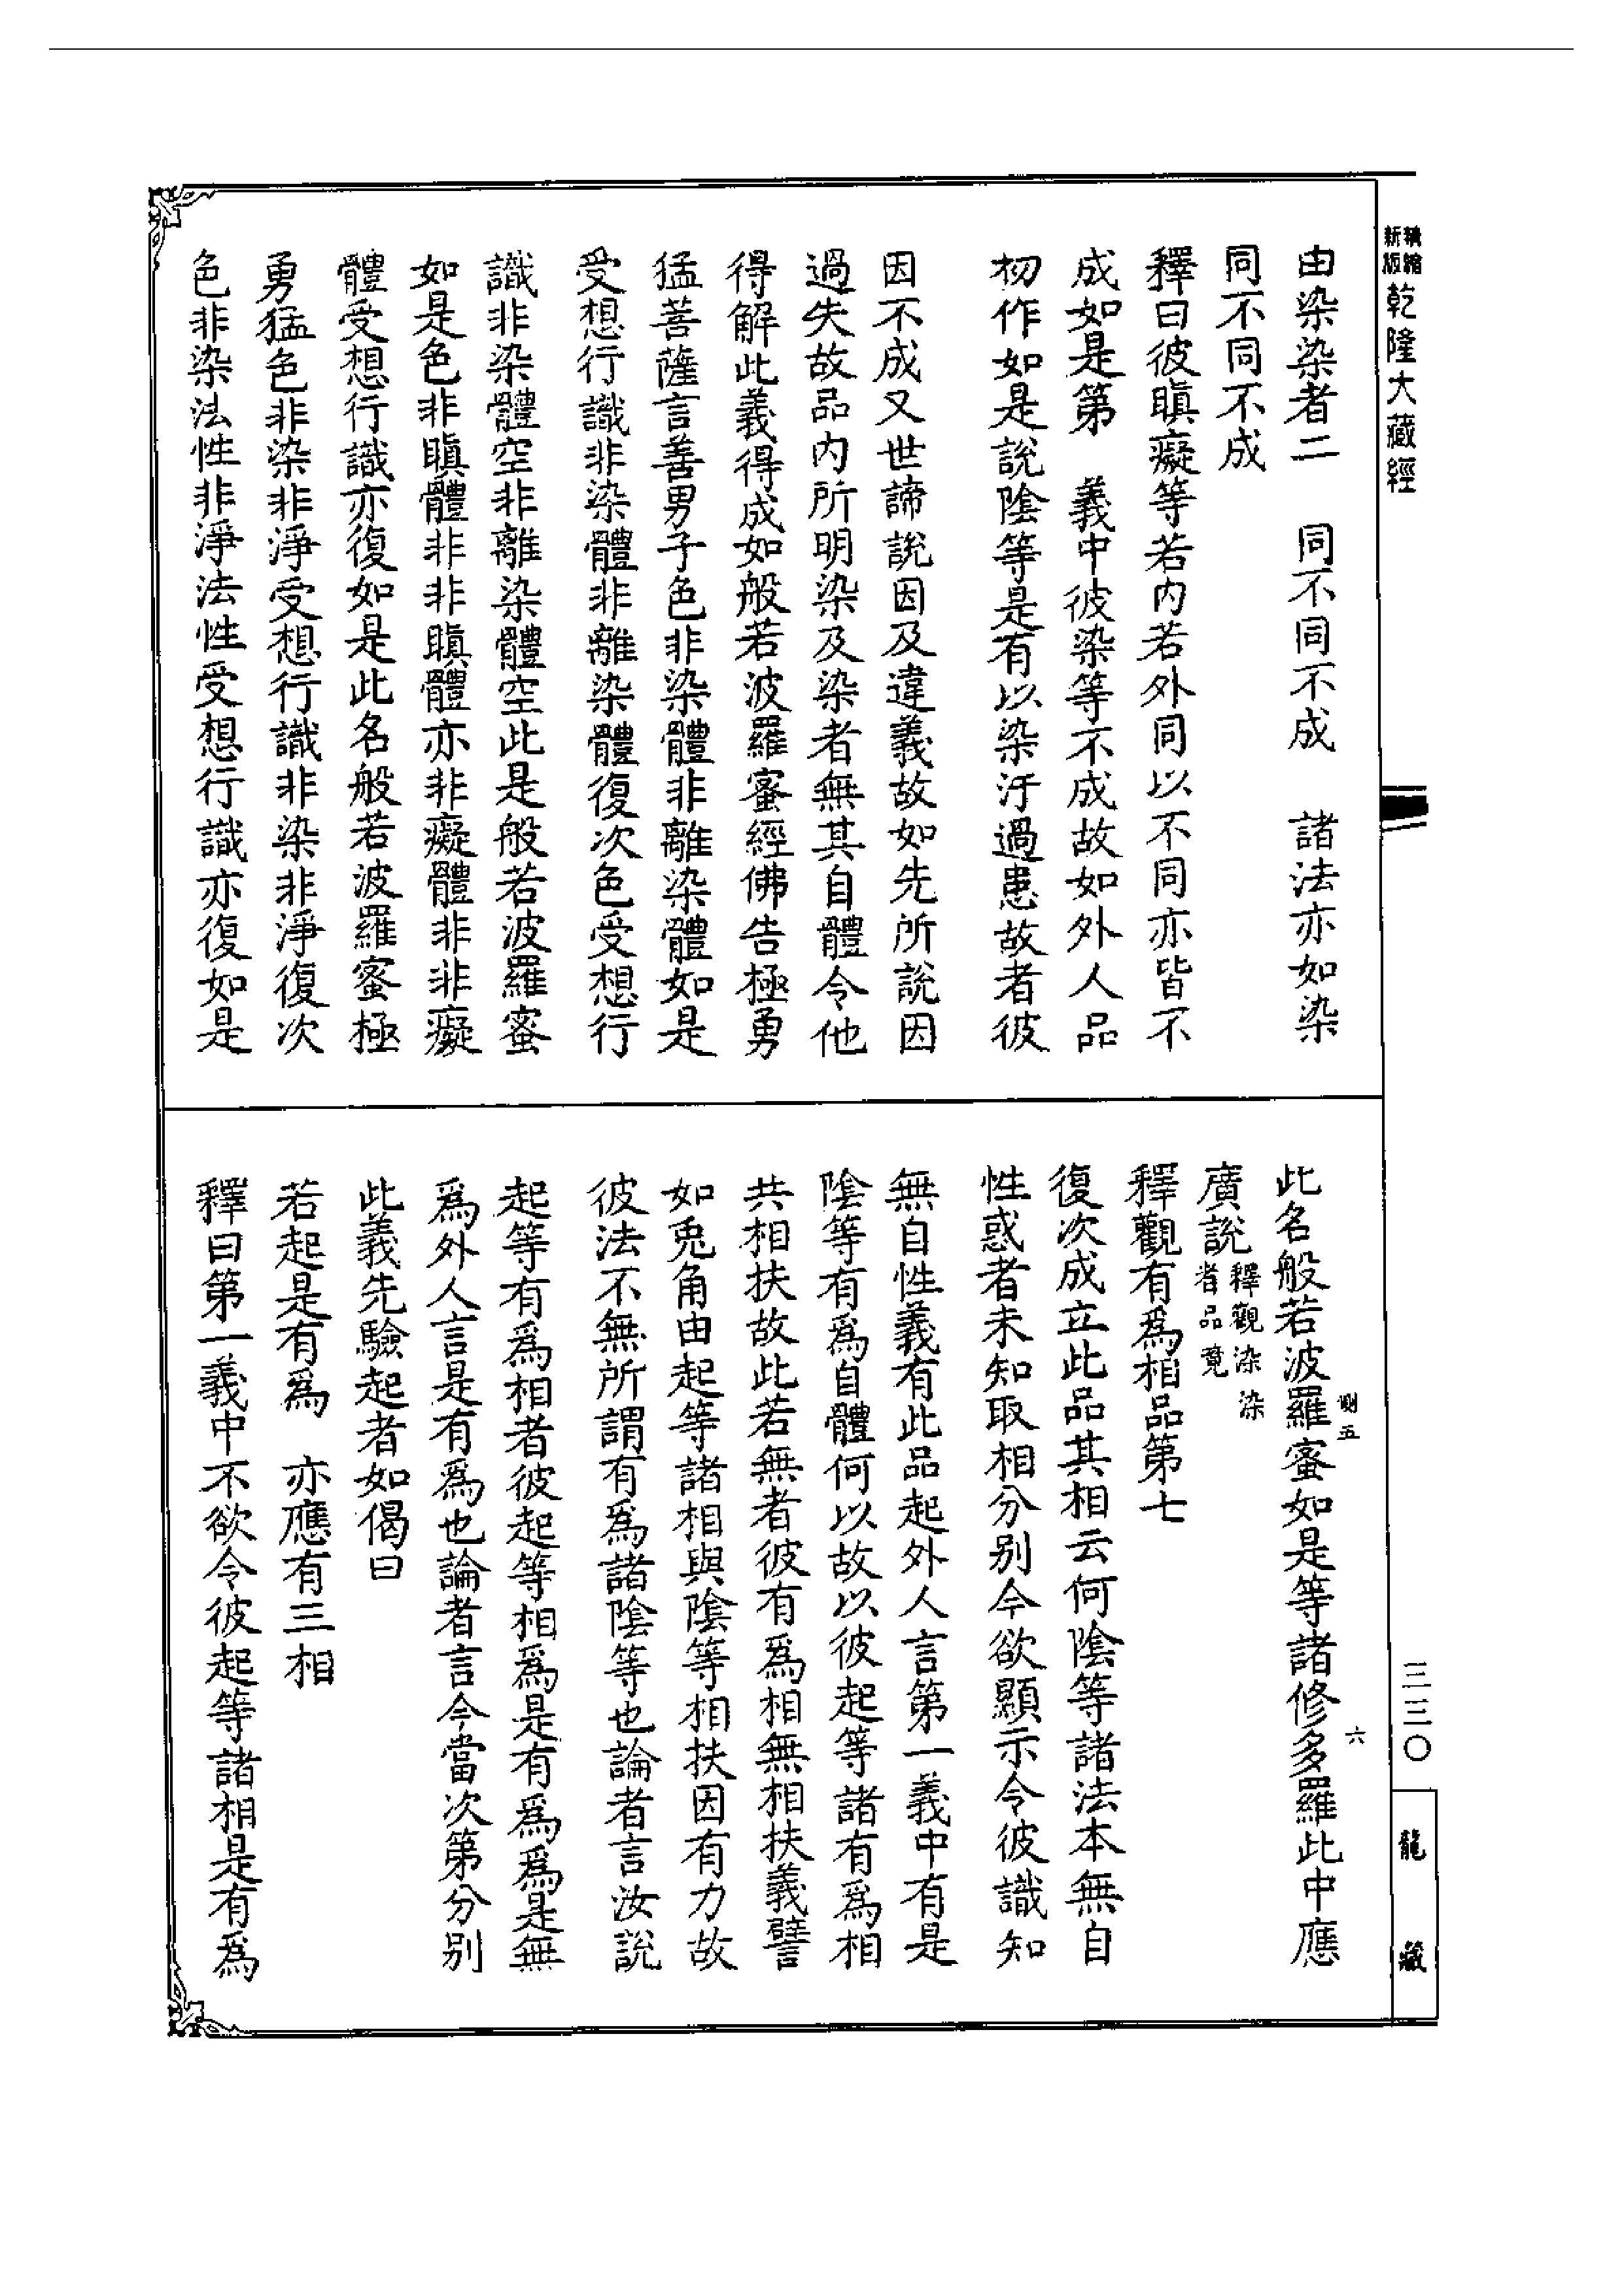 新版精縮乾隆大藏經
三三〇
龍藏
由染染者二　同不同不成　諸法亦如染
同不同不成
釋曰彼瞋癡等若内若外同以不同亦皆不
成如是第　義中彼染等不成故如外人品
初作如是說陰等是有以染汙過患故者彼
因不成又世諦說因及違義故如先所說因
過失故品内所明染及染者無其自體令他
得解此義得成如般若波羅蜜經佛告極勇
猛菩薩言善男子色非染體非離染體如是
受想行識非染體非離染體復次色受想行
識非染體空非離染體空此是般若波羅蜜
如是色非瞋體非非瞋體亦非癡體非非癡
體受想行識亦復如是此名般若波羅蜜極
勇猛色非染非淨受想行識非染非淨復次
色非染法性非淨法性受想行識亦復如是
此名般若波羅蜜如是等諸修多羅此中應
廣說釋觀染染者品竟
釋觀有爲相品第七
復次成立此品其相云何陰等諸法本無自
性惑者未知取相分别今欲顯示令彼識知
無自性義有此品起外人言第一義中有是
陰等有爲自體何以故以彼起等諸有爲相
共相扶故此若無者彼有爲相無相扶義譬
如兎角由起等諸相與陰等相扶因有力故
彼法不無所謂有爲諸陰等也論者言汝說
起等有爲相者彼起等相爲是有爲爲是無
爲外人言是有爲也論者言今當次第分别
此義先驗起者如偈曰
若起是有爲　亦應有三相
釋曰第一義中不欲令彼起等諸相是有爲
五
六